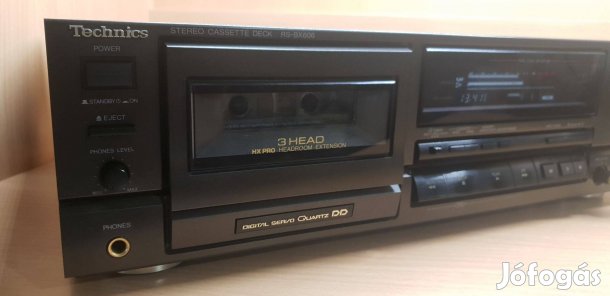 Technics
STEREO CASSETTE DECK RS-BX606
POWER
STANDBY ON
EJECT
PHONES LEVEL
MAX
3 HEAD
HX PRO HEADROOM EXTENSION
DIGITAL SERVO QUARTZ DD
PHONES
Jófogás